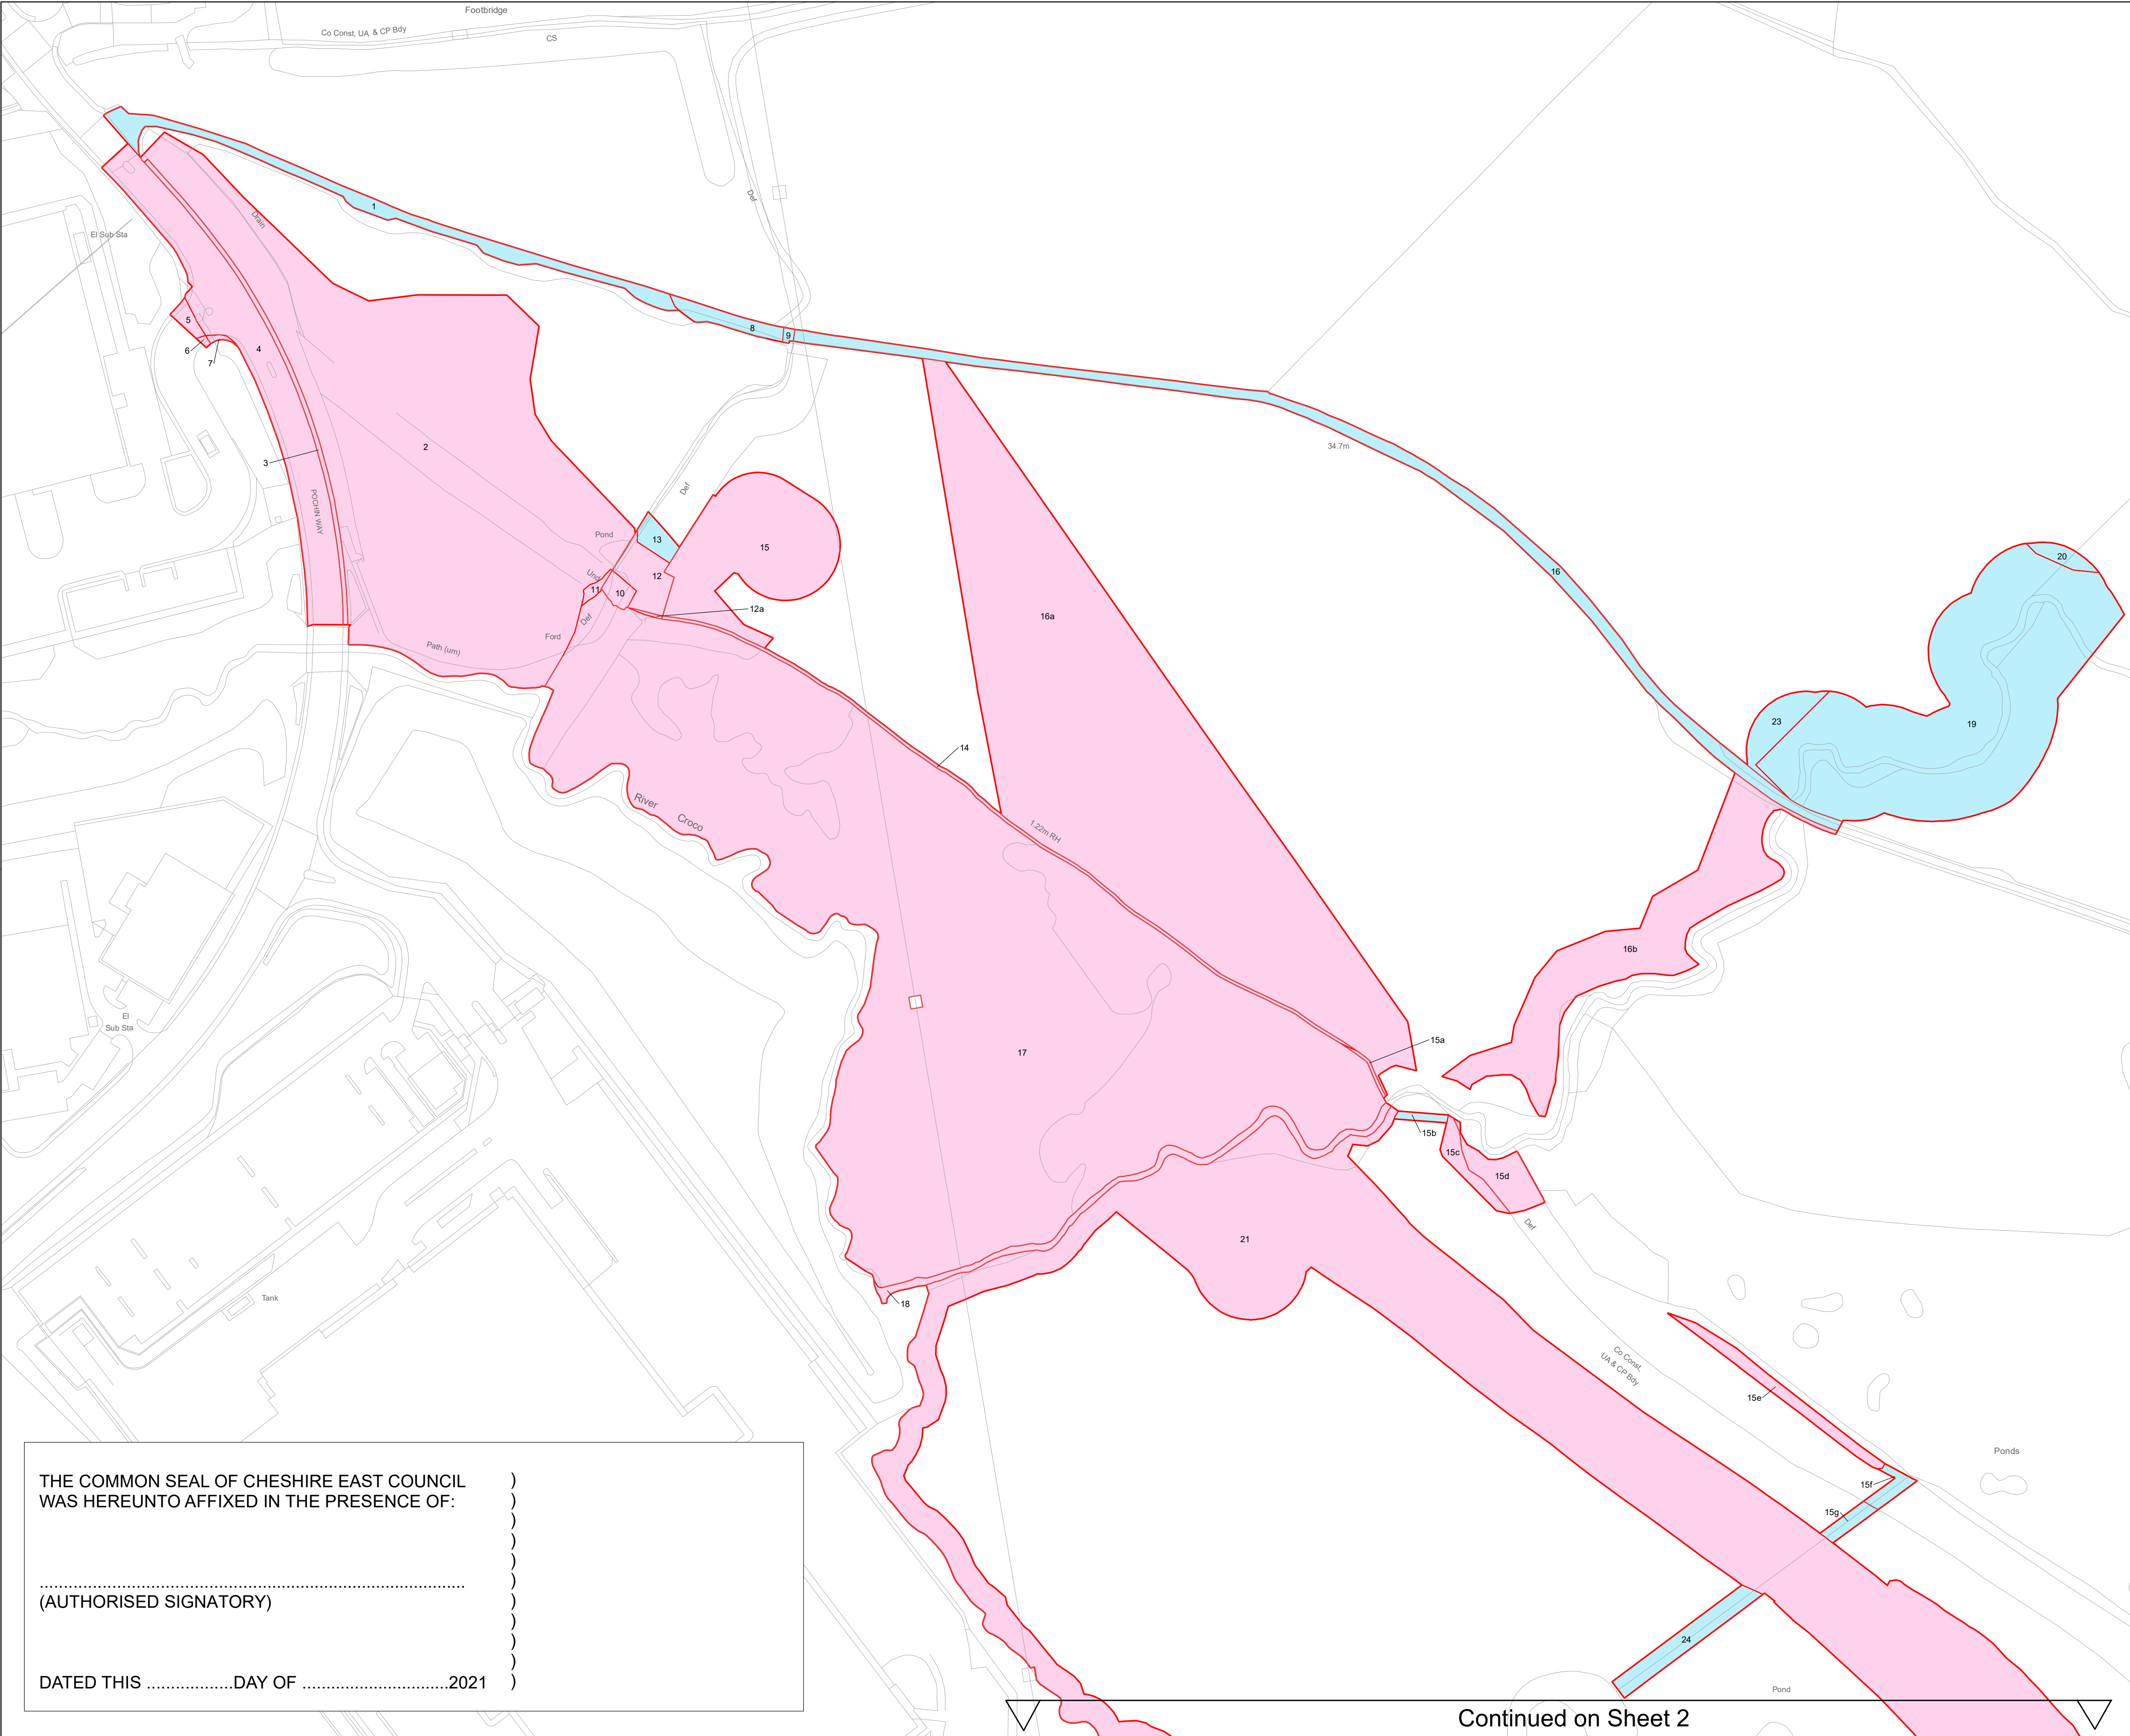 Footbridge
Co Const, UA & CP Bdy
CS
Def
1
El Sub Sta
Drain
5
6
7
4
8
9
2
3
34.7m
POCHIN WAY
Def
Pond
13
15
20
16
Und
12
11
10
12a
16a
Def
Ford
Path (um)
23
19
14
River
Croco
1.22m RH
16b
El
Sub Sta
15a
17
15b
15c
15d
Def
21
Tank
18
Co Const,
UA & CP Bdy
15e
Ponds
15f
15g
THE COMMON SEAL OF CHESHIRE EAST COUNCIL )
WAS HEREUNTO AFFIXED IN THE PRESENCE OF: )
)
)
)
........................................................................................ )
(AUTHORISED SIGNATORY) )
)
)
)
DATED THIS ..................DAY OF ..............................2021 )
24
Pond
Continued on Sheet 2